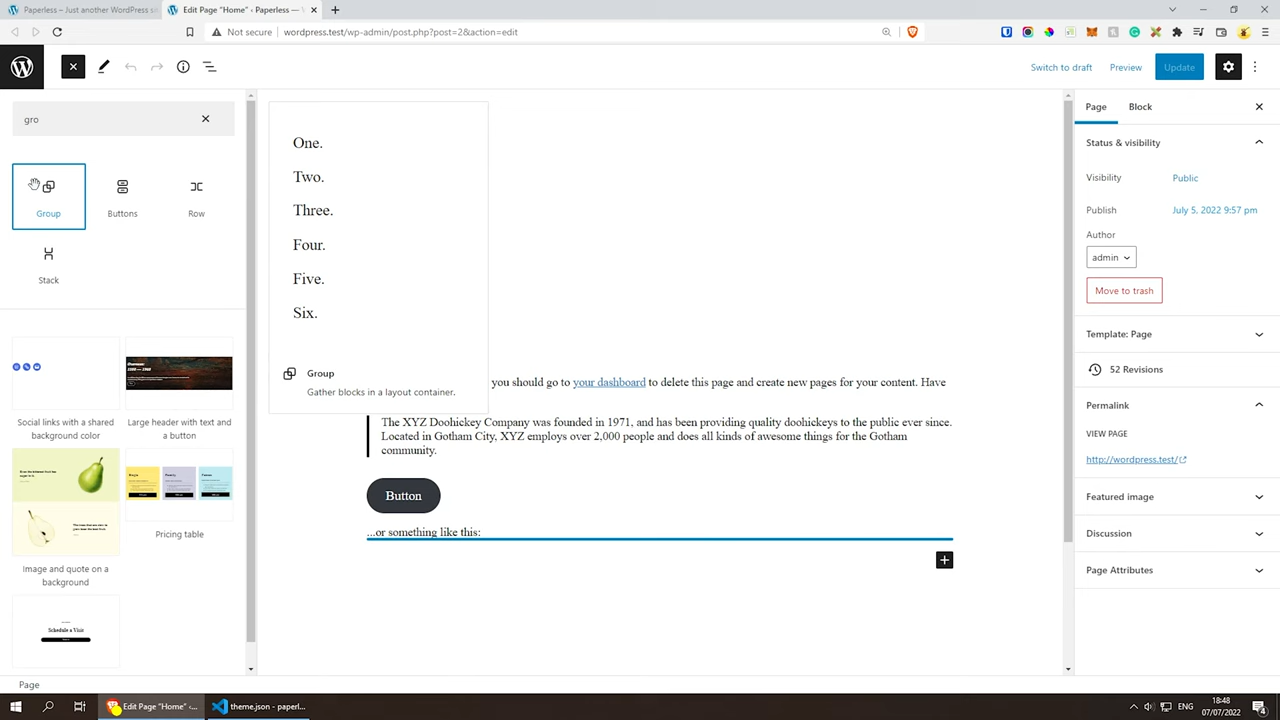 Paperless – Just another WordPress si
Edit Page "Home" ‹ Paperless — W
Not secure
wordpress.test/wp-admin/post.php?post=2&action=edit
Switch to draft
Preview
Update
gro
Group
Buttons
Row
Stack
Social links with a shared
background color
Large header with text and
a button
Pricing table
Image and quote on a
background
Schedule a Visit
One.
Two.
Three.
Four.
Five.
Six.
Group
Gather blocks in a layout container.
you should go to your dashboard to delete this page and create new pages for your content. Have
The XYZ Doohickey Company was founded in 1971, and has been providing quality doohickeys to the public ever since.
Located in Gotham City, XYZ employs over 2,000 people and does all kinds of awesome things for the Gotham
community.
Button
...or something like this:
Page
Block
Status & visibility
Visibility
Public
Publish
July 5, 2022 9:57 pm
Author
admin
Move to trash
Template: Page
52 Revisions
Permalink
VIEW PAGE
http://wordpress.test/
Featured image
Discussion
Page Attributes
Page
Edit Page "Home" ‹...
theme.json - paperl...
ENG
18:48
07/07/2022